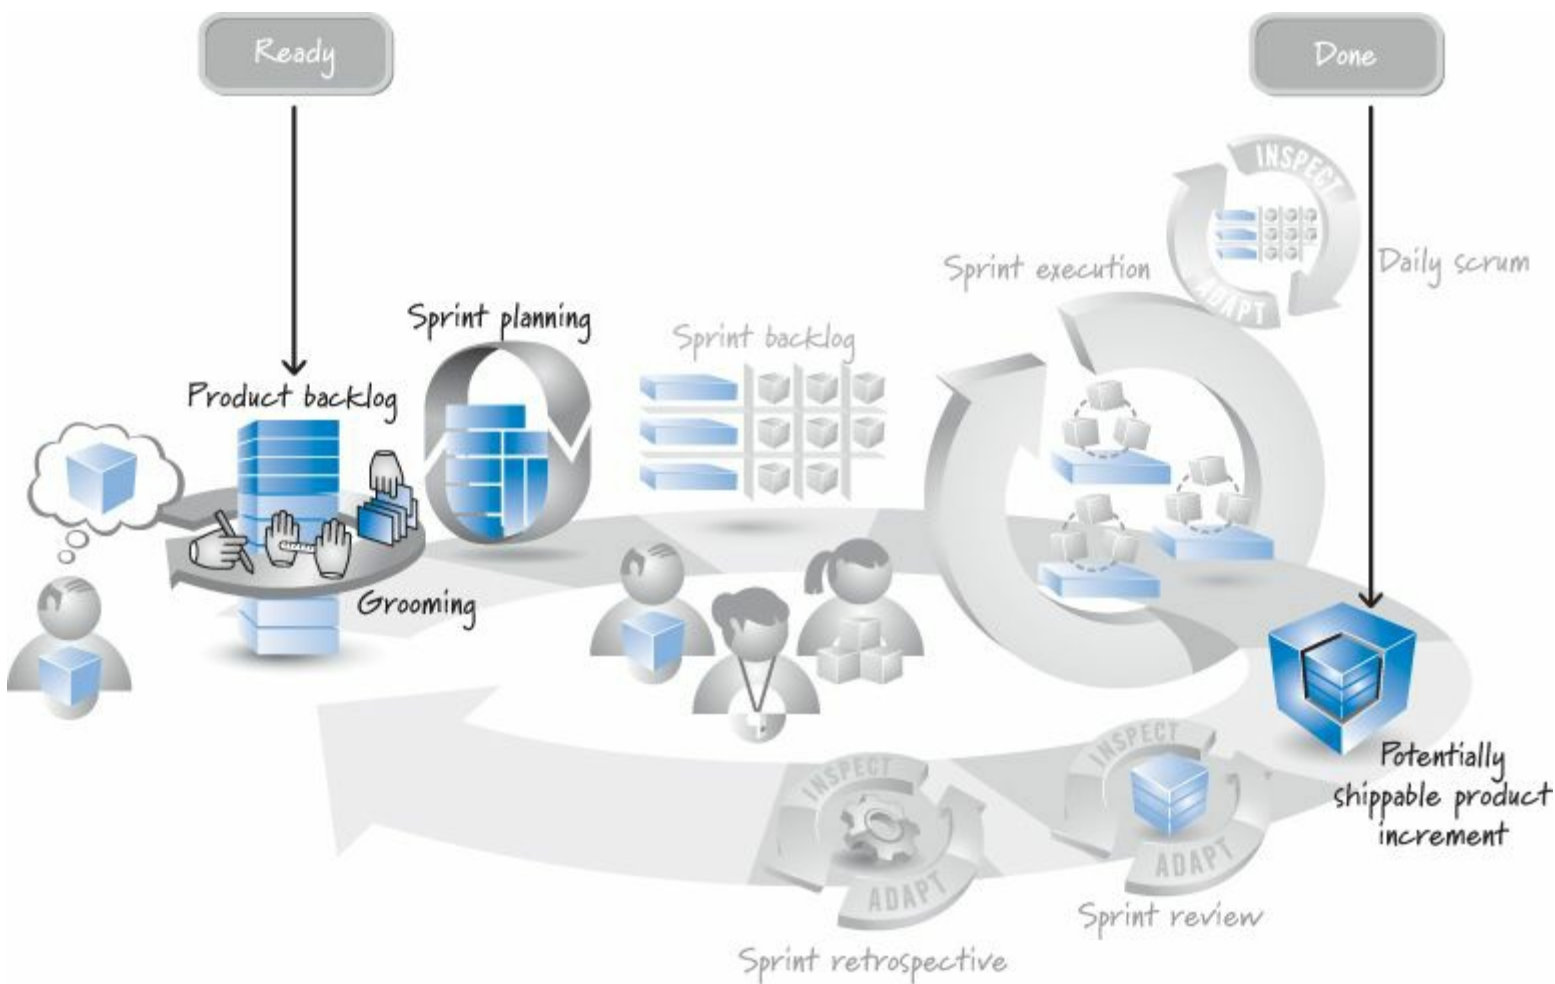 Ready
Done
INSPECT
ADAPT
Daily scrum
Sprint execution
Sprint planning
Sprint backlog
Product backlog
Grooming
Potentially
shippable product
increment
INSPECT
ADAPT
Sprint review
INSPECT
ADAPT
Sprint retrospective